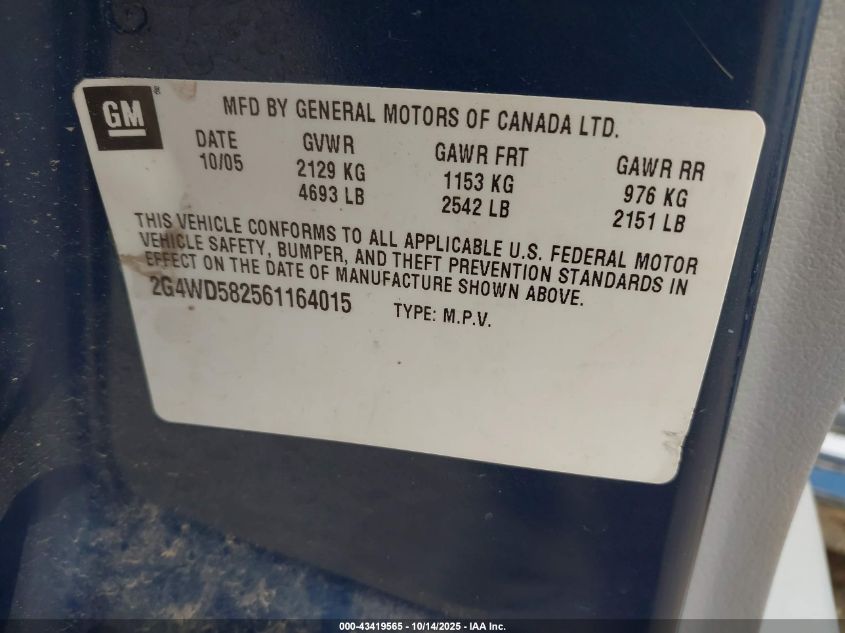 GM
MFD BY GENERAL MOTORS OF CANADA LTD.
DATE GVWR GAWR FRT GAWR RR
10/05 2129 KG 1153 KG 976 KG
4693 LB 2542 LB 2151 LB
THIS VEHICLE CONFORMS TO ALL APPLICABLE U.S. FEDERAL MOTOR
VEHICLE SAFETY, BUMPER, AND THEFT PREVENTION STANDARDS IN
EFFECT ON THE DATE OF MANUFACTURE SHOWN ABOVE.
2G4WD582561164015 TYPE: M.P.V.
000-43419565 - 10/14/2025 - IAA Inc.